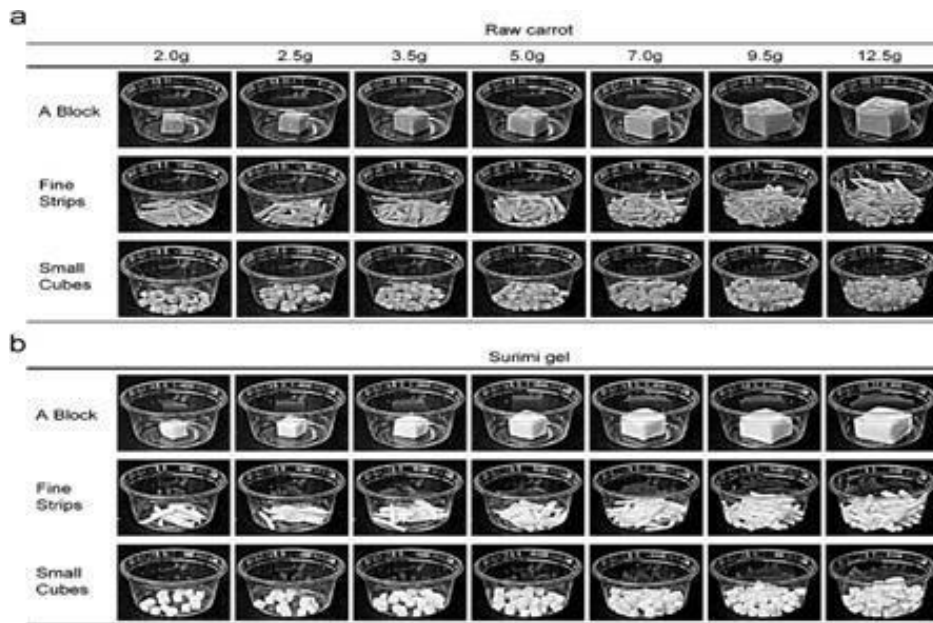 a
Raw carrot
2.0g 2.5g 3.5g 5.0g 7.0g 9.5g 12.5g
A Block
Fine
Strips
Small
Cubes
b
Surimi gel
A Block
Fine
Strips
Small
Cubes